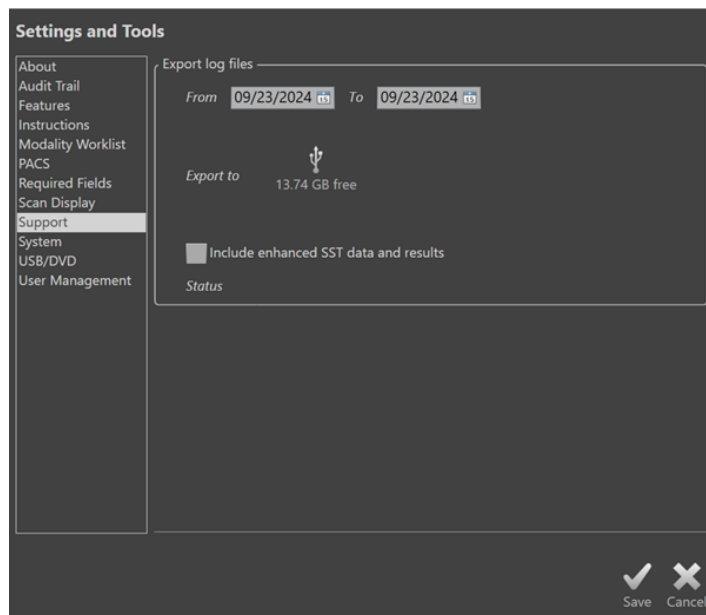 Settings and Tools
About
Audit Trail
Features
Instructions
Modality Worklist
PACS
Required Fields
Scan Display
Support
System
USB/DVD
User Management
Export log files
From 09/23/2024 15 To 09/23/2024 15
Export to
13.74 GB free
Include enhanced SST data and results
Status
Save Cancel